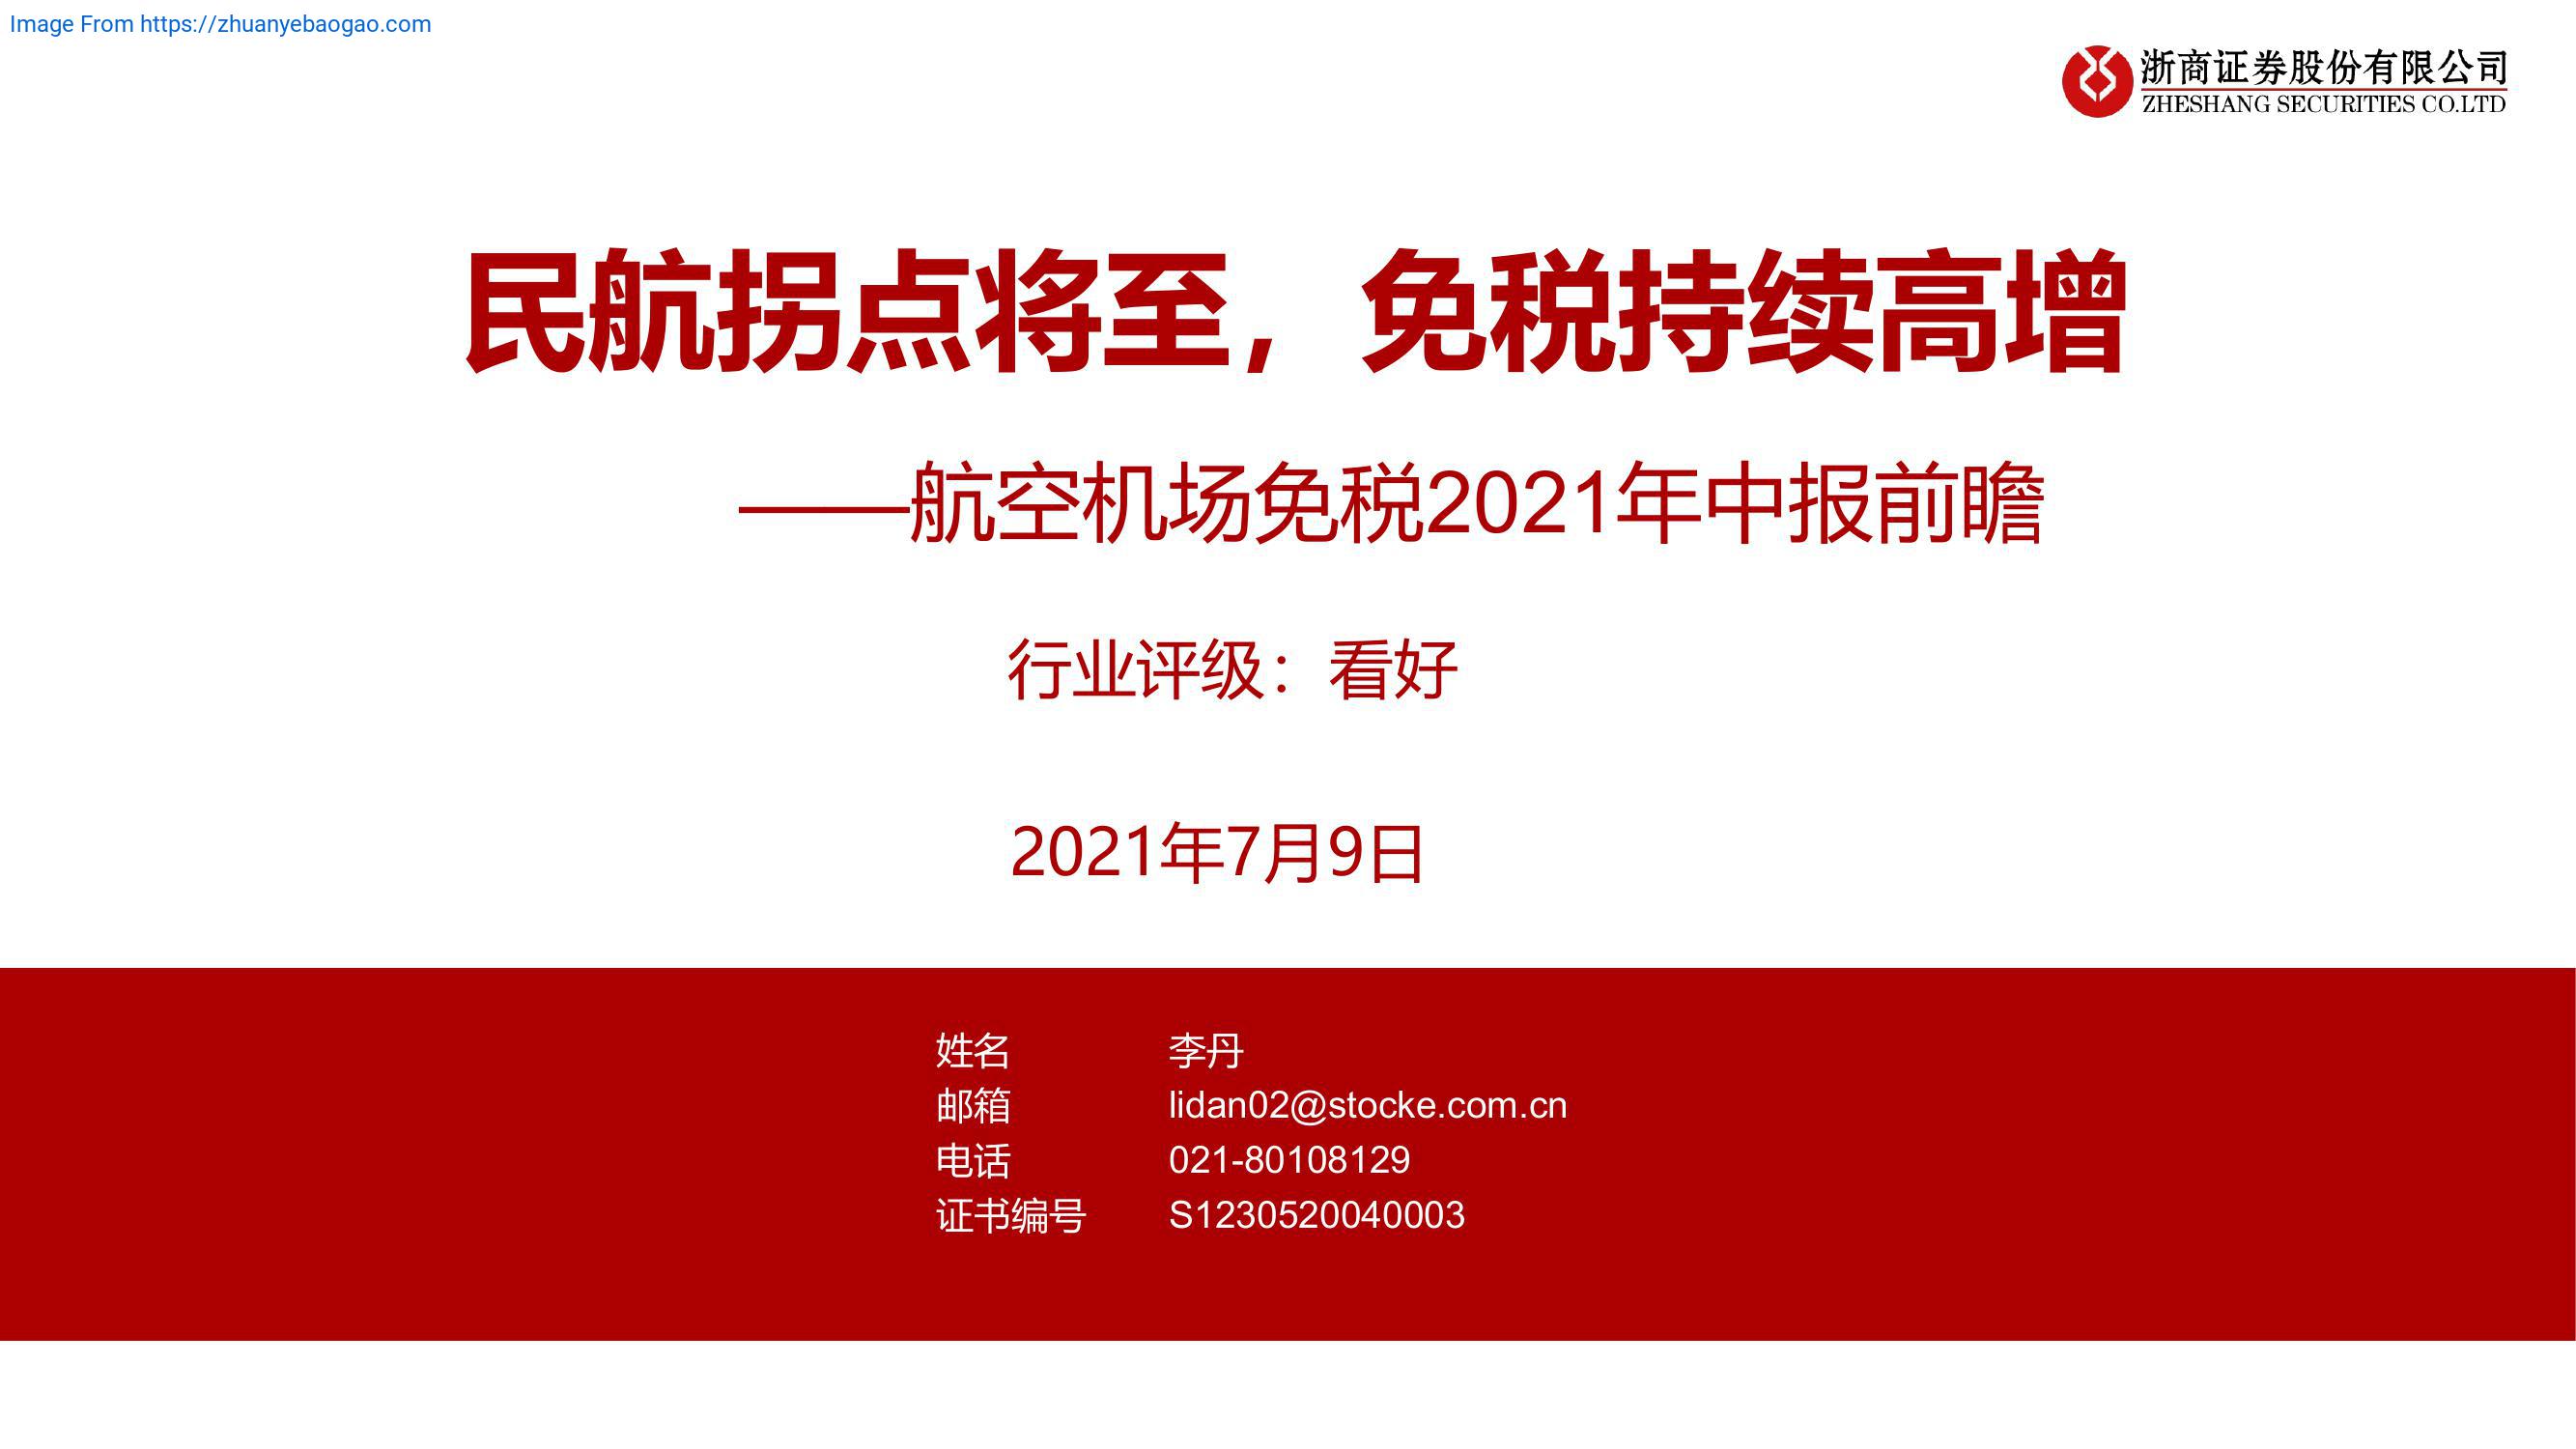 Image From https://zhuanyebaogao.com
浙商证券股份有限公司
ZHESHANG SECURITIES CO.LTD
民航拐点将至，免税持续高增
——航空机场免税2021年中报前瞻
行业评级：看好
2021年7月9日
姓名 李丹
邮箱 lidan02@stocke.com.cn
电话 021-80108129
证书编号 S1230520040003